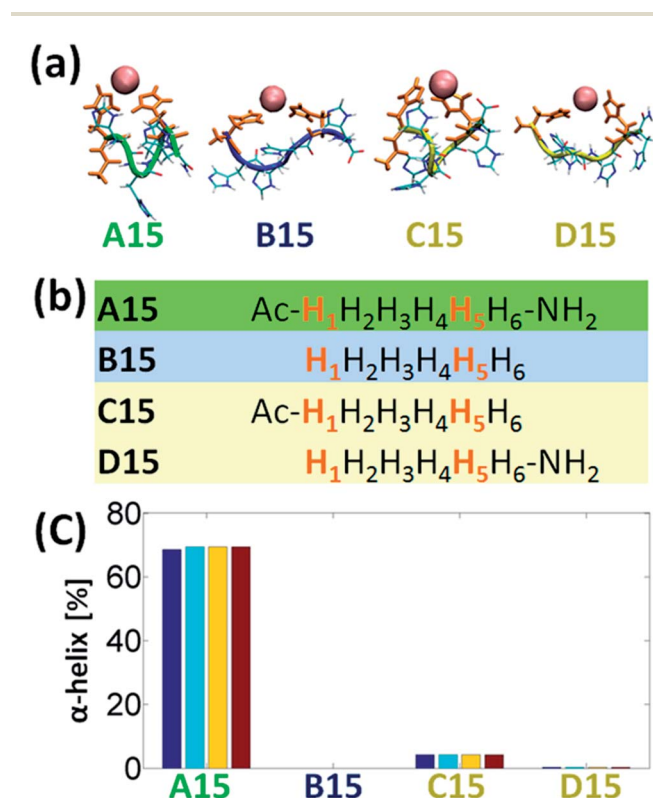 (a)
A15 B15 C15 D15
(b)
A15 Ac-H₁H₂H₃H₄H₅H₆-NH₂
B15 H₁H₂H₃H₄H₅H₆
C15 Ac-H₁H₂H₃H₄H₅H₆
D15 H₁H₂H₃H₄H₅H₆-NH₂
(C)
80
60
40
20
0
α-helix [%]
A15 B15 C15 D15